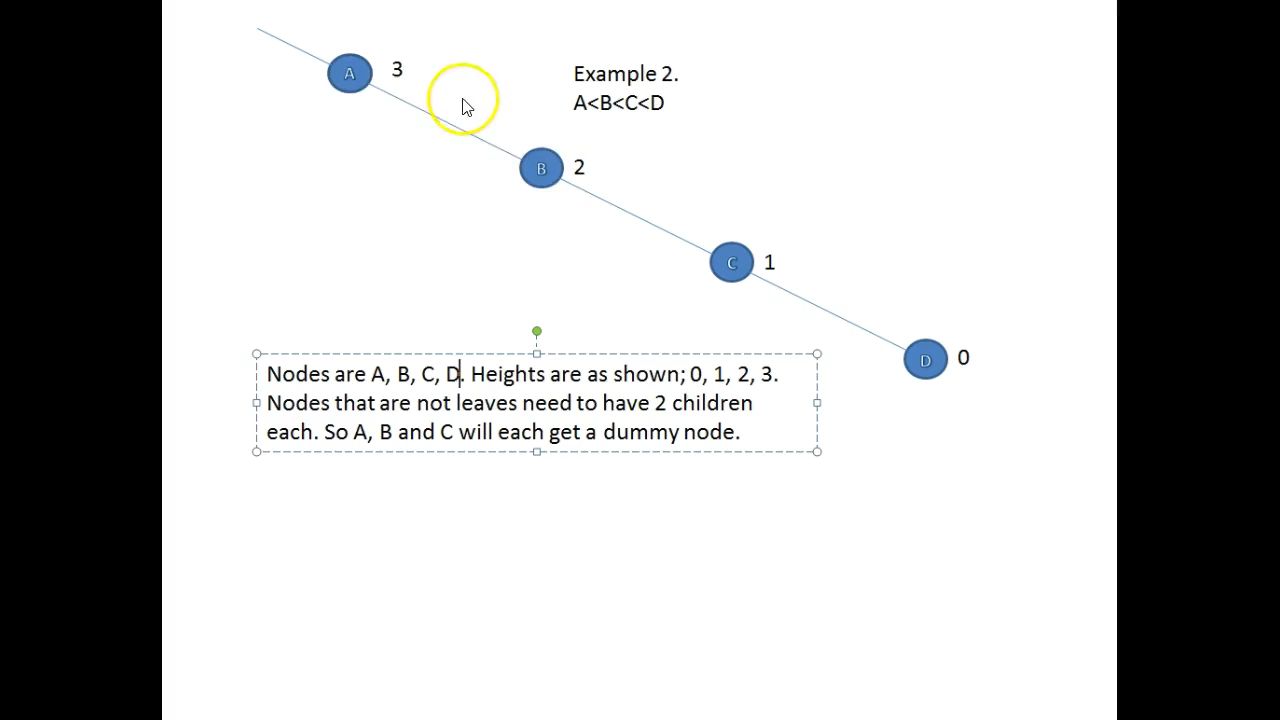 A 3
Example 2.
A<B<C<D
B 2
C 1
D 0
Nodes are A, B, C, D. Heights are as shown; 0, 1, 2, 3.
Nodes that are not leaves need to have 2 children
each. So A, B and C will each get a dummy node.